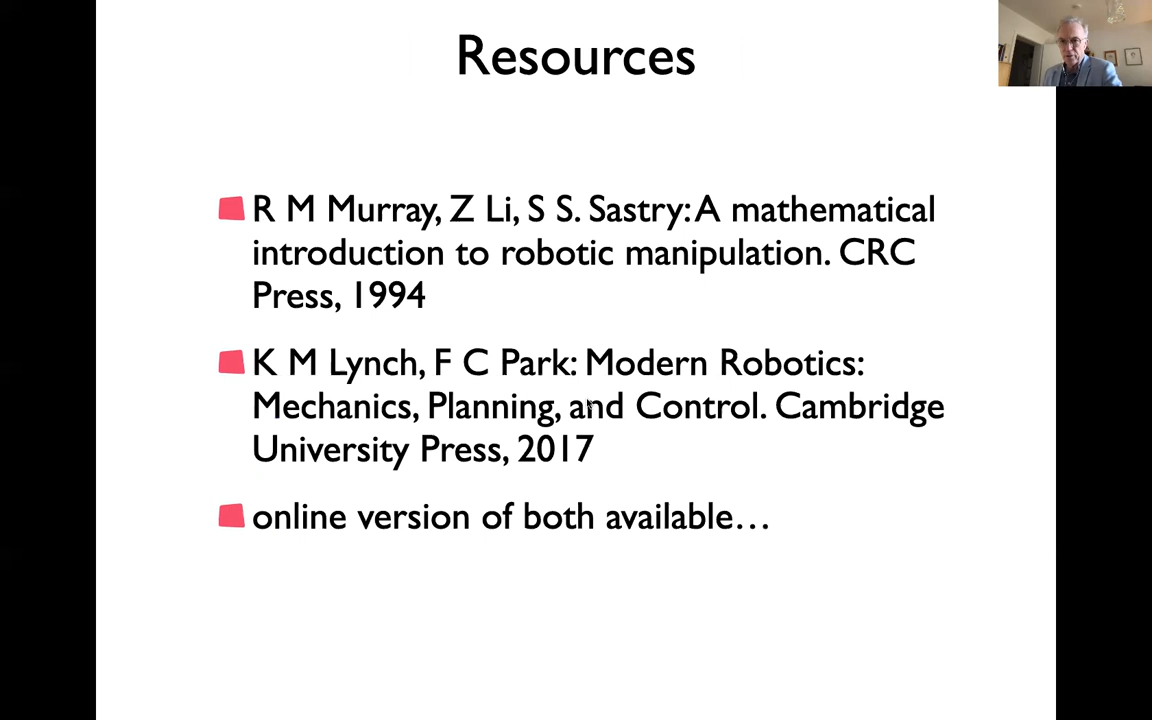 Resources
R M Murray, Z Li, S S. Sastry: A mathematical
introduction to robotic manipulation. CRC
Press, 1994
K M Lynch, F C Park: Modern Robotics:
Mechanics, Planning, and Control. Cambridge
University Press, 2017
online version of both available…